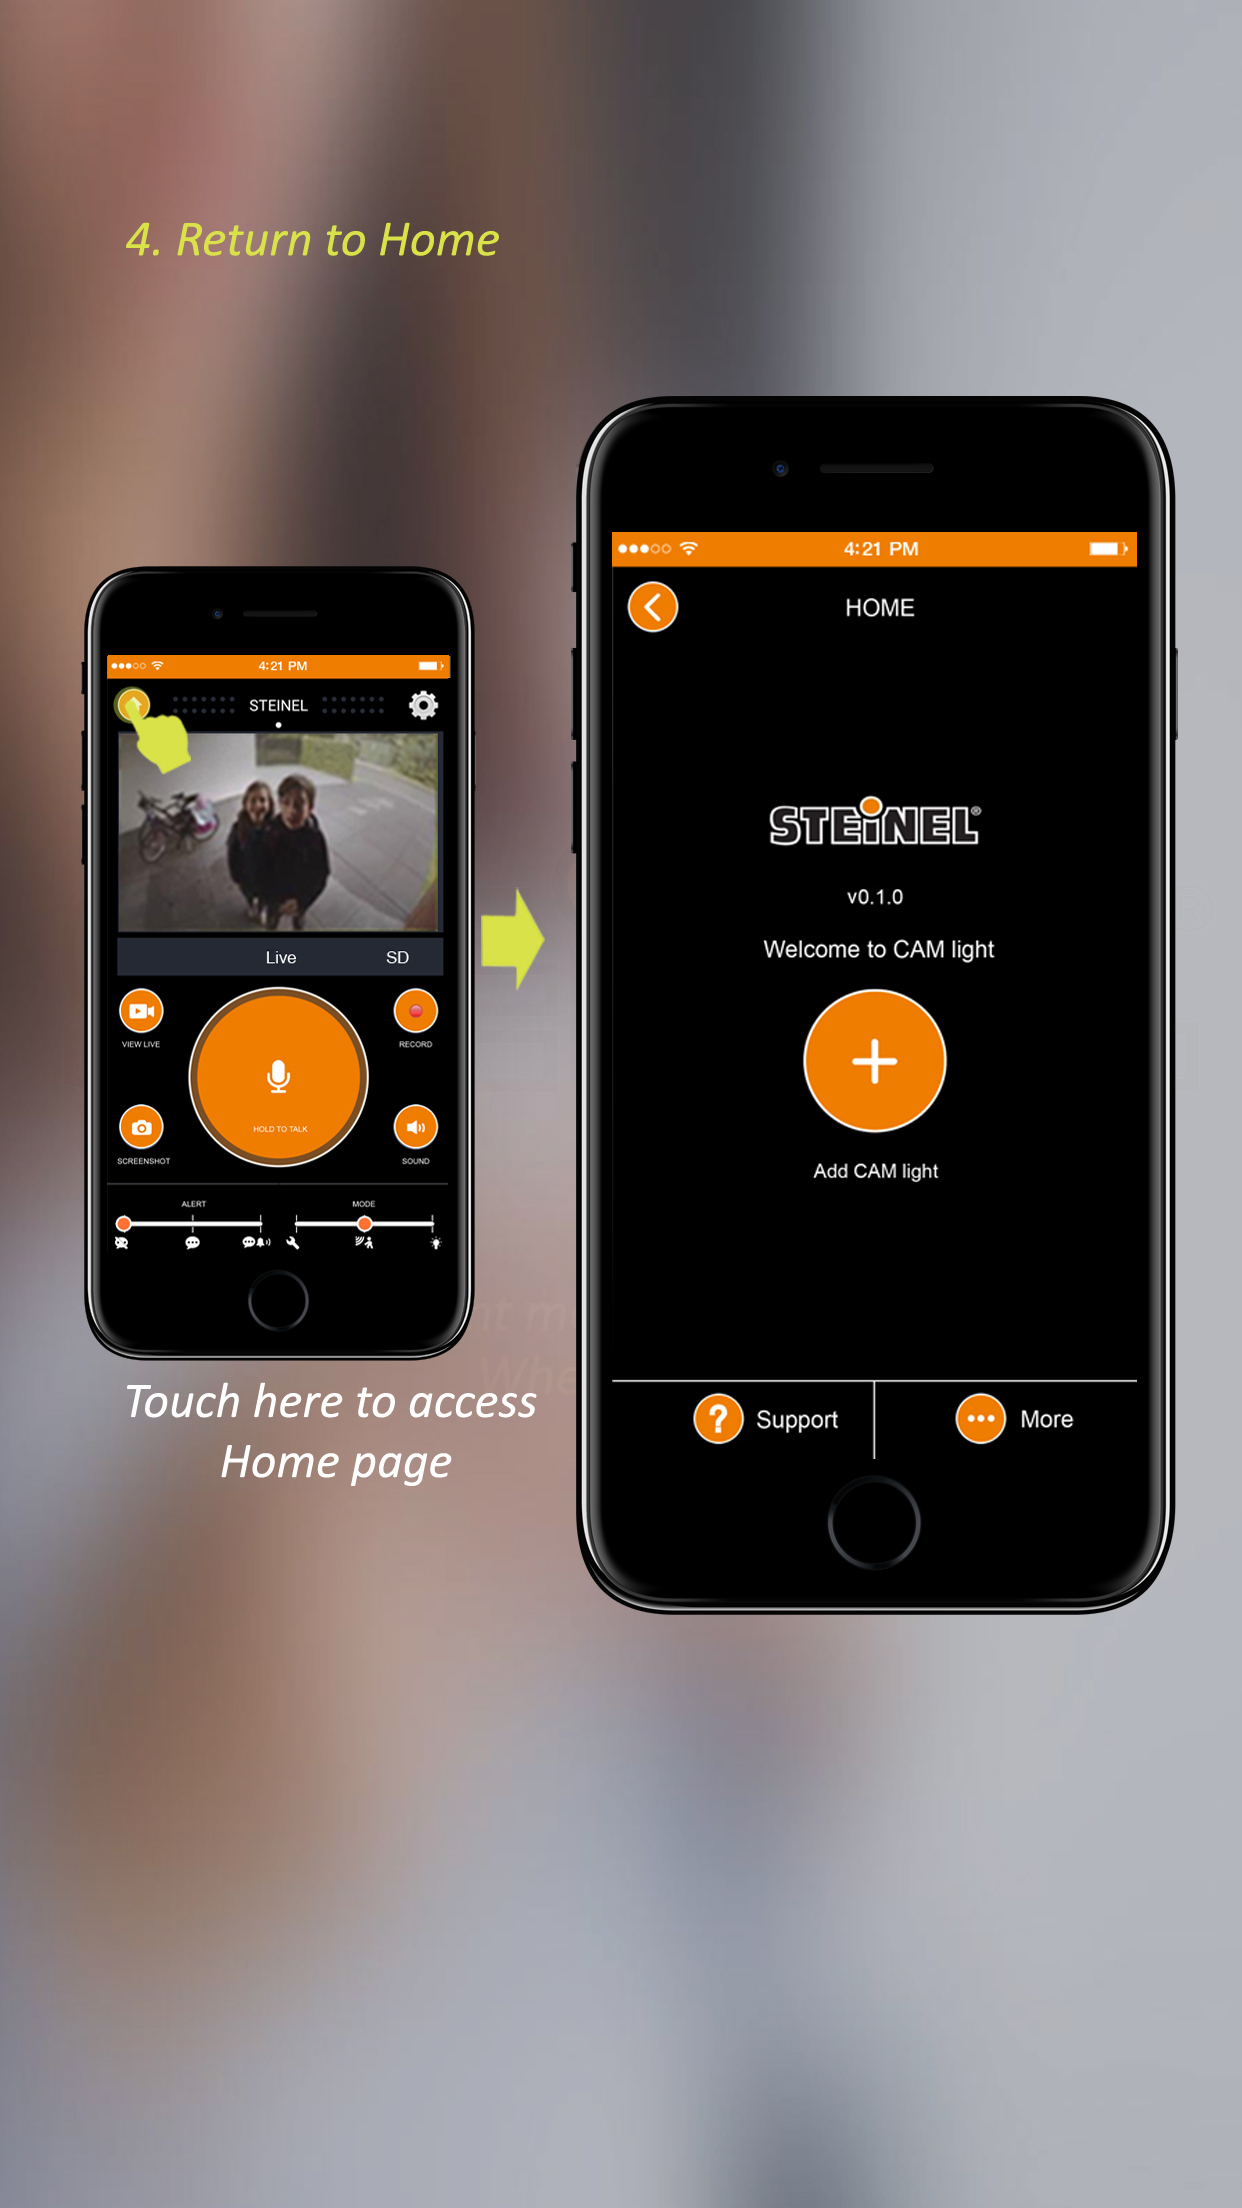 4. Return to Home
4:21 PM
STEINEL
Live SD
VIEW LIVE
RECORD
HOLD TO TALK
SCREENSHOT
SOUND
ALERT
MODE
Touch here to access
Home page
4:21 PM
HOME
STEINEL®
v0.1.0
Welcome to CAM light
Add CAM light
Support
More